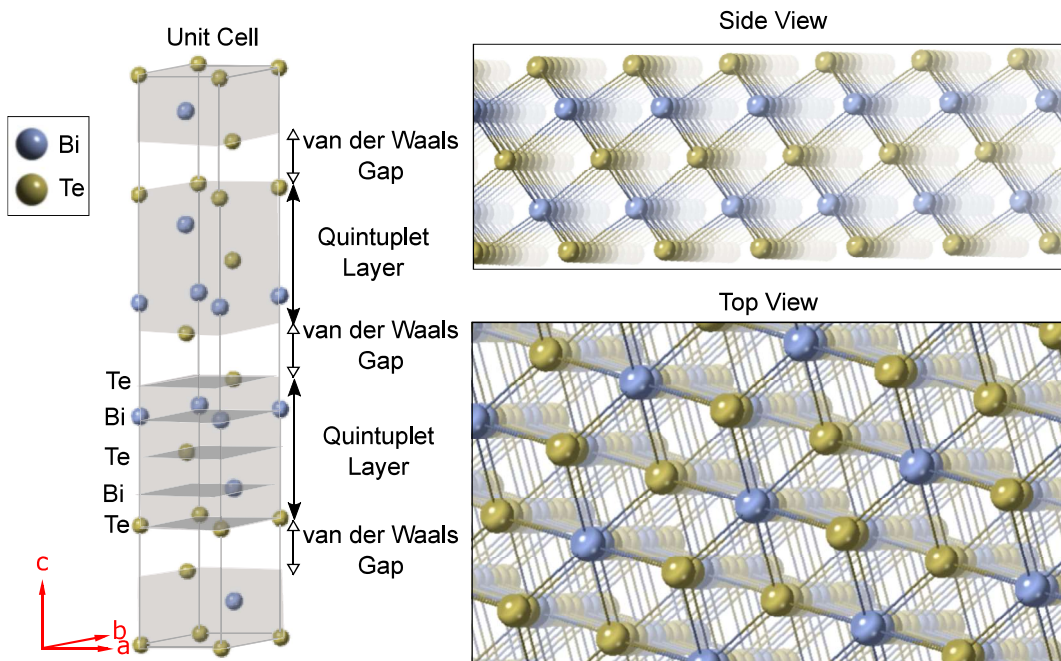 Unit Cell
Bi
Te
van der Waals
Gap
Quintuplet
Layer
van der Waals
Gap
Te
Bi
Te
Bi
Te
Quintuplet
Layer
van der Waals
Gap
c
b
a
Side View
Top View